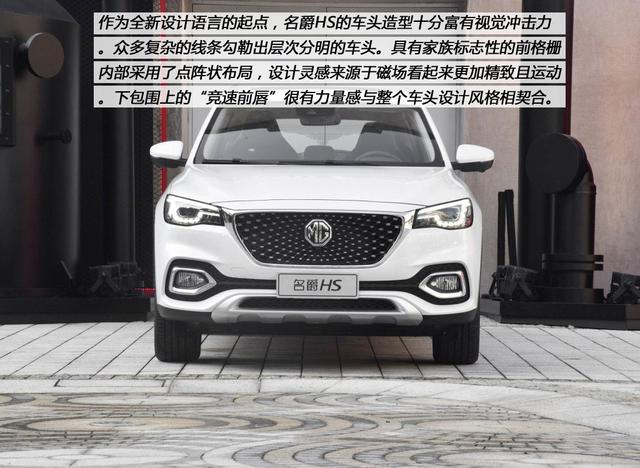 作为全新设计语言的起点，名爵HS的车头造型十分富有视觉冲击力
。众多复杂的线条勾勒出层次分明的车头。具有家族标志性的前格栅
内部采用了点阵状布局，设计灵感来源于磁场看起来更加精致且运动
。下包围上的“竞速前唇”很有力量感与整个车头设计风格相契合。
MG
名爵HS